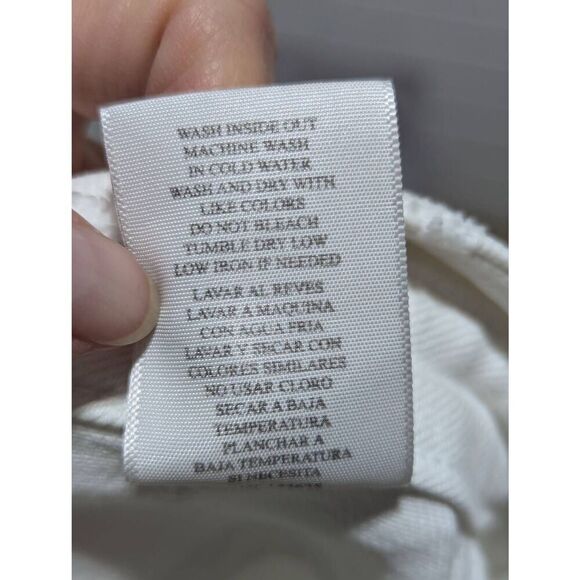 WASH INSIDE OUT
MACHINE WASH
IN COLD WATER
WASH AND DRY WITH
LIKE COLORS
DO NOT BLEACH
TUMBLE DRY LOW
LOW IRON IF NEEDED
LAVAR AL REVES
LAVAR A MAQUINA
CON AGUA FRIA
LAVAR Y SECAR CON
COLORES SIMILARES
NO USAR CLORO
SECAR A BAJA
TEMPERATURA
PLANCHAR A
BAJA TEMPERATURA
SI NECESITA